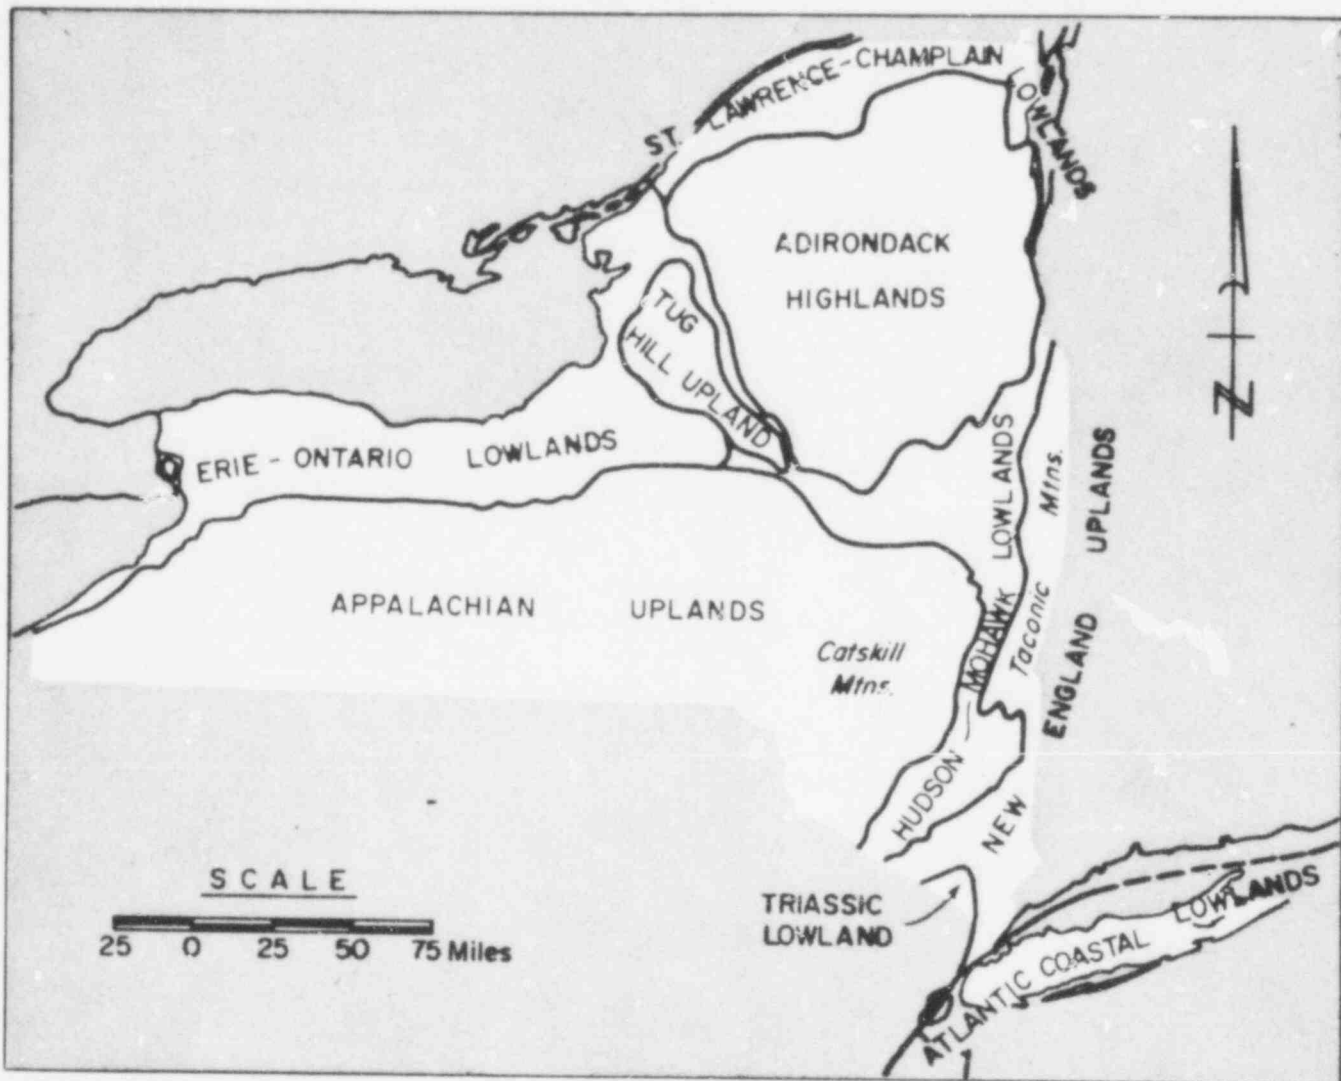 ST. LAWRENCE - CHAMPLAIN LOWLANDS
ADIRONDACK
HIGHLANDS
TUG
HILL UPLAND
ERIE - ONTARIO LOWLANDS
HUDSON - MOHAWK LOWLANDS
Taconic Mtns.
NEW ENGLAND UPLANDS
APPALACHIAN UPLANDS
Catskill
Mtns.
N
SCALE
25 0 25 50 75 Miles
TRIASSIC
LOWLAND
ATLANTIC COASTAL LOWLANDS